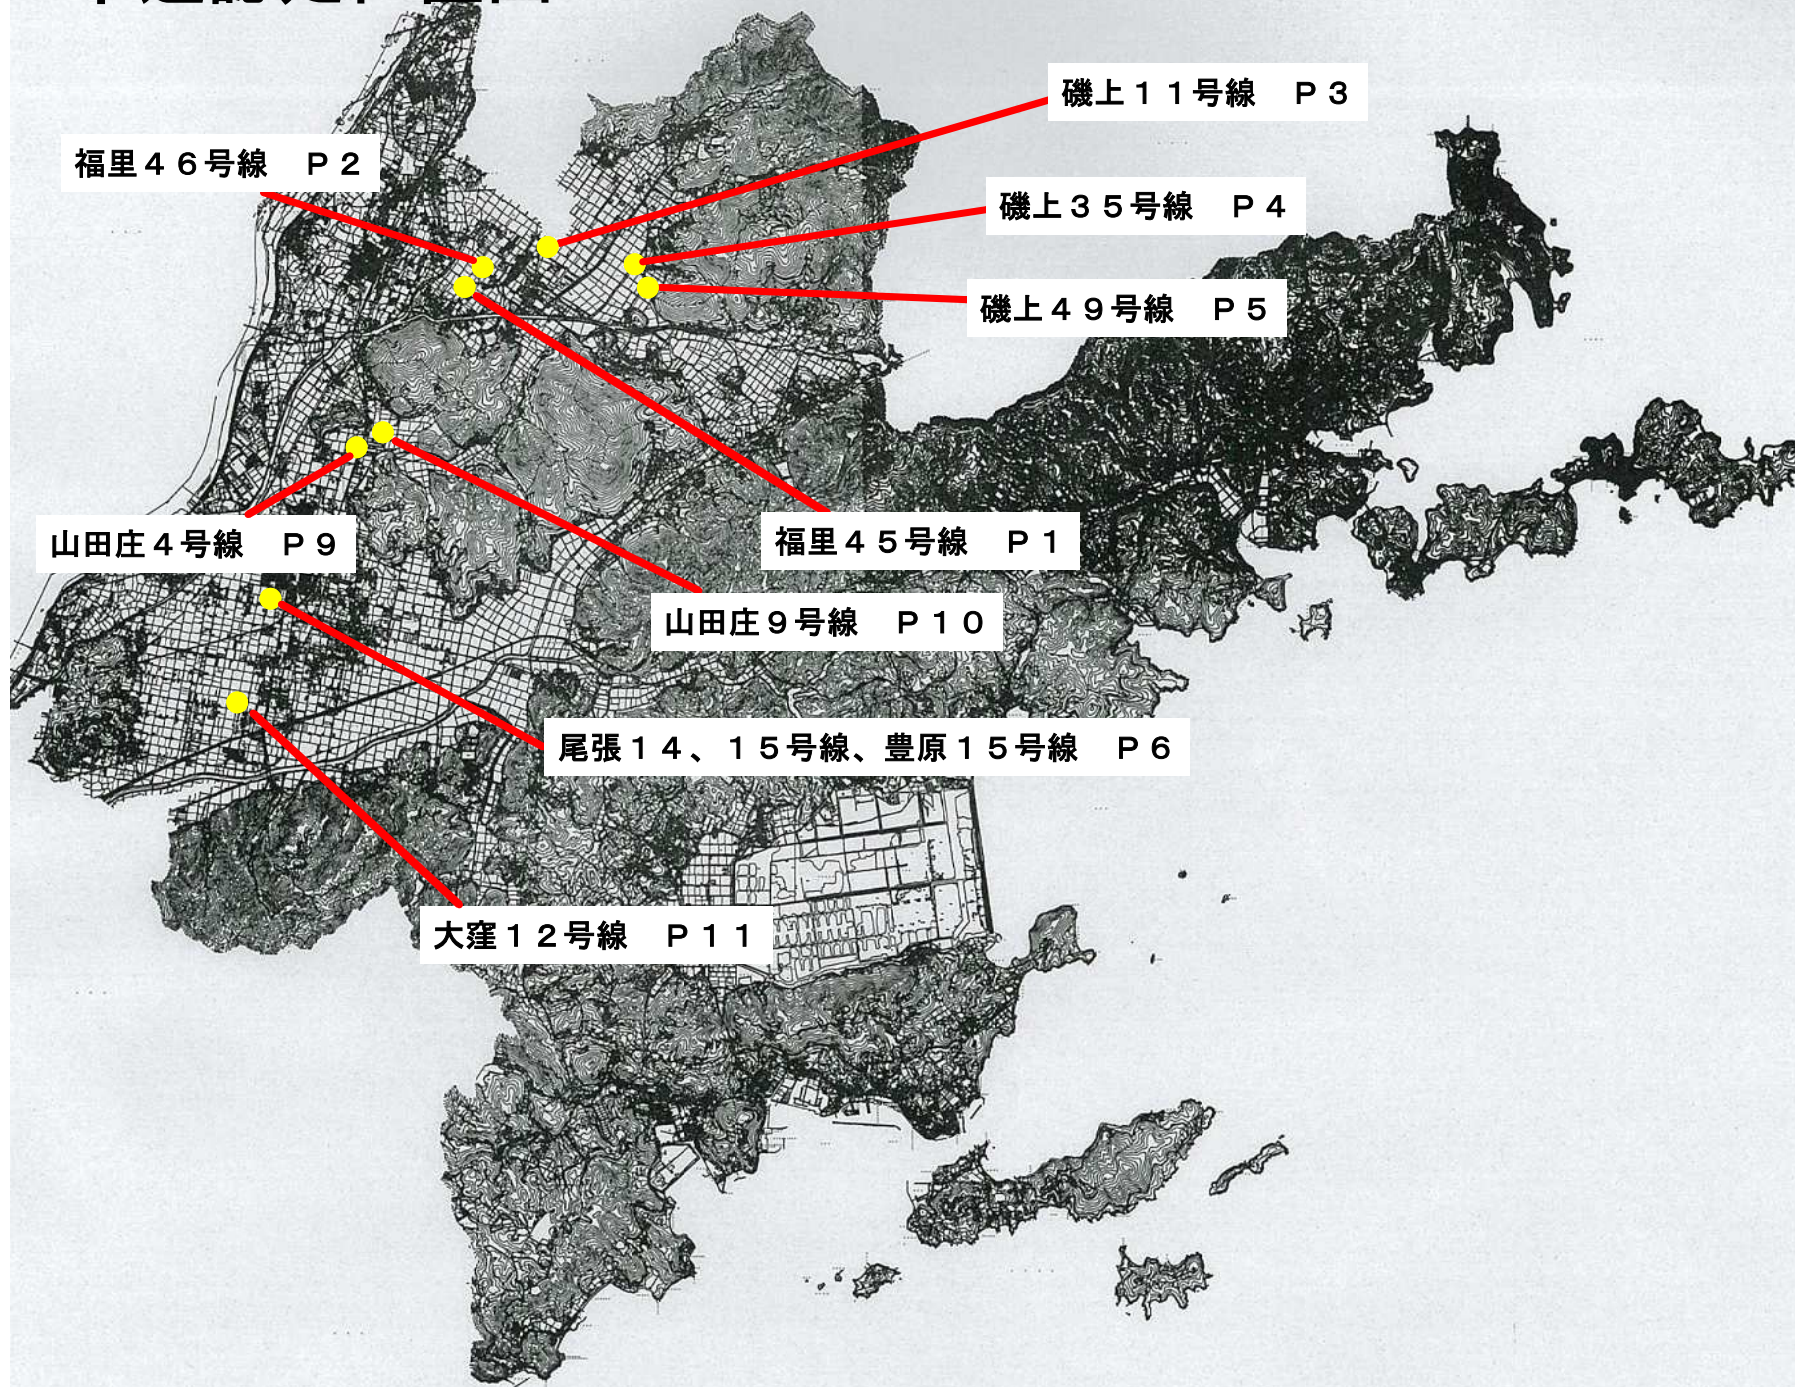 磯上１１号線　Ｐ３
福里４６号線　Ｐ２
磯上３５号線　Ｐ４
磯上４９号線　Ｐ５
福里４５号線　Ｐ１
山田庄４号線　Ｐ９
山田庄９号線　Ｐ１０
尾張１４、１５号線、豊原１５号線　Ｐ６
大窪１２号線　Ｐ１１